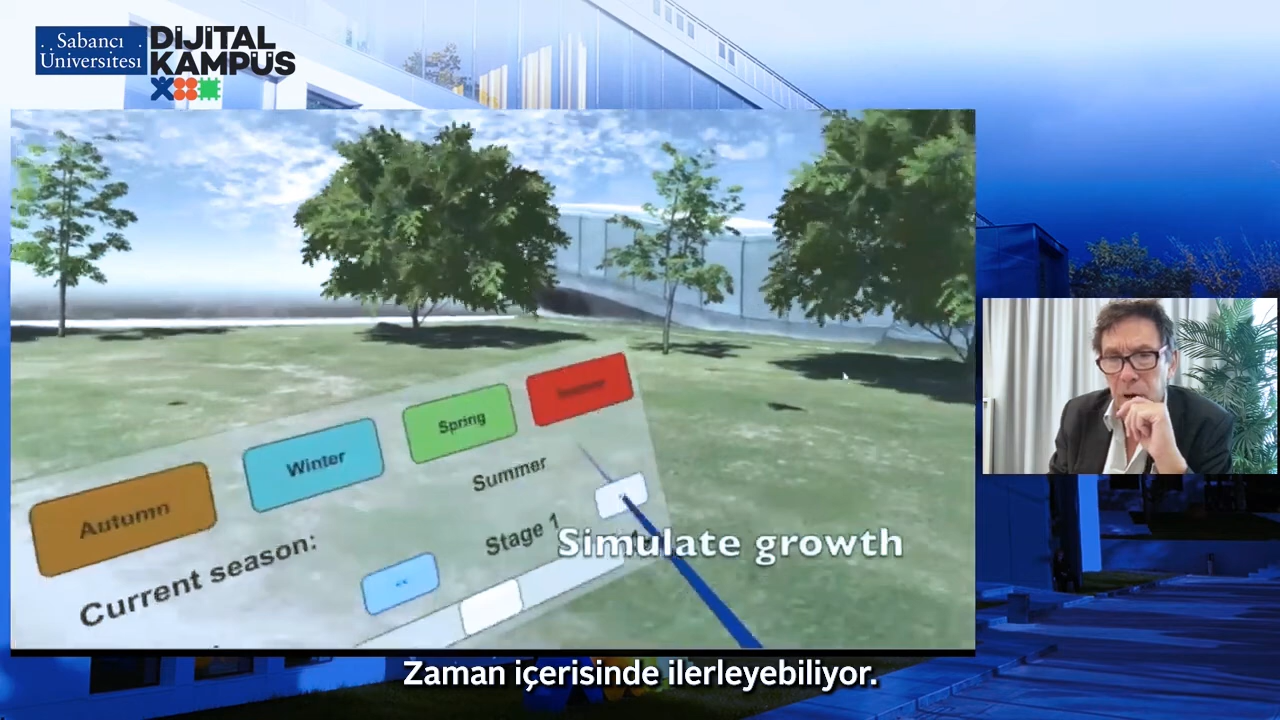 Sabancı
Üniversitesi
DİJİTAL
KAMPÜS
Autumn
Winter
Spring
Current season:
Summer
Stage 1
<<
Simulate growth
Zaman içerisinde ilerleyebiliyor.